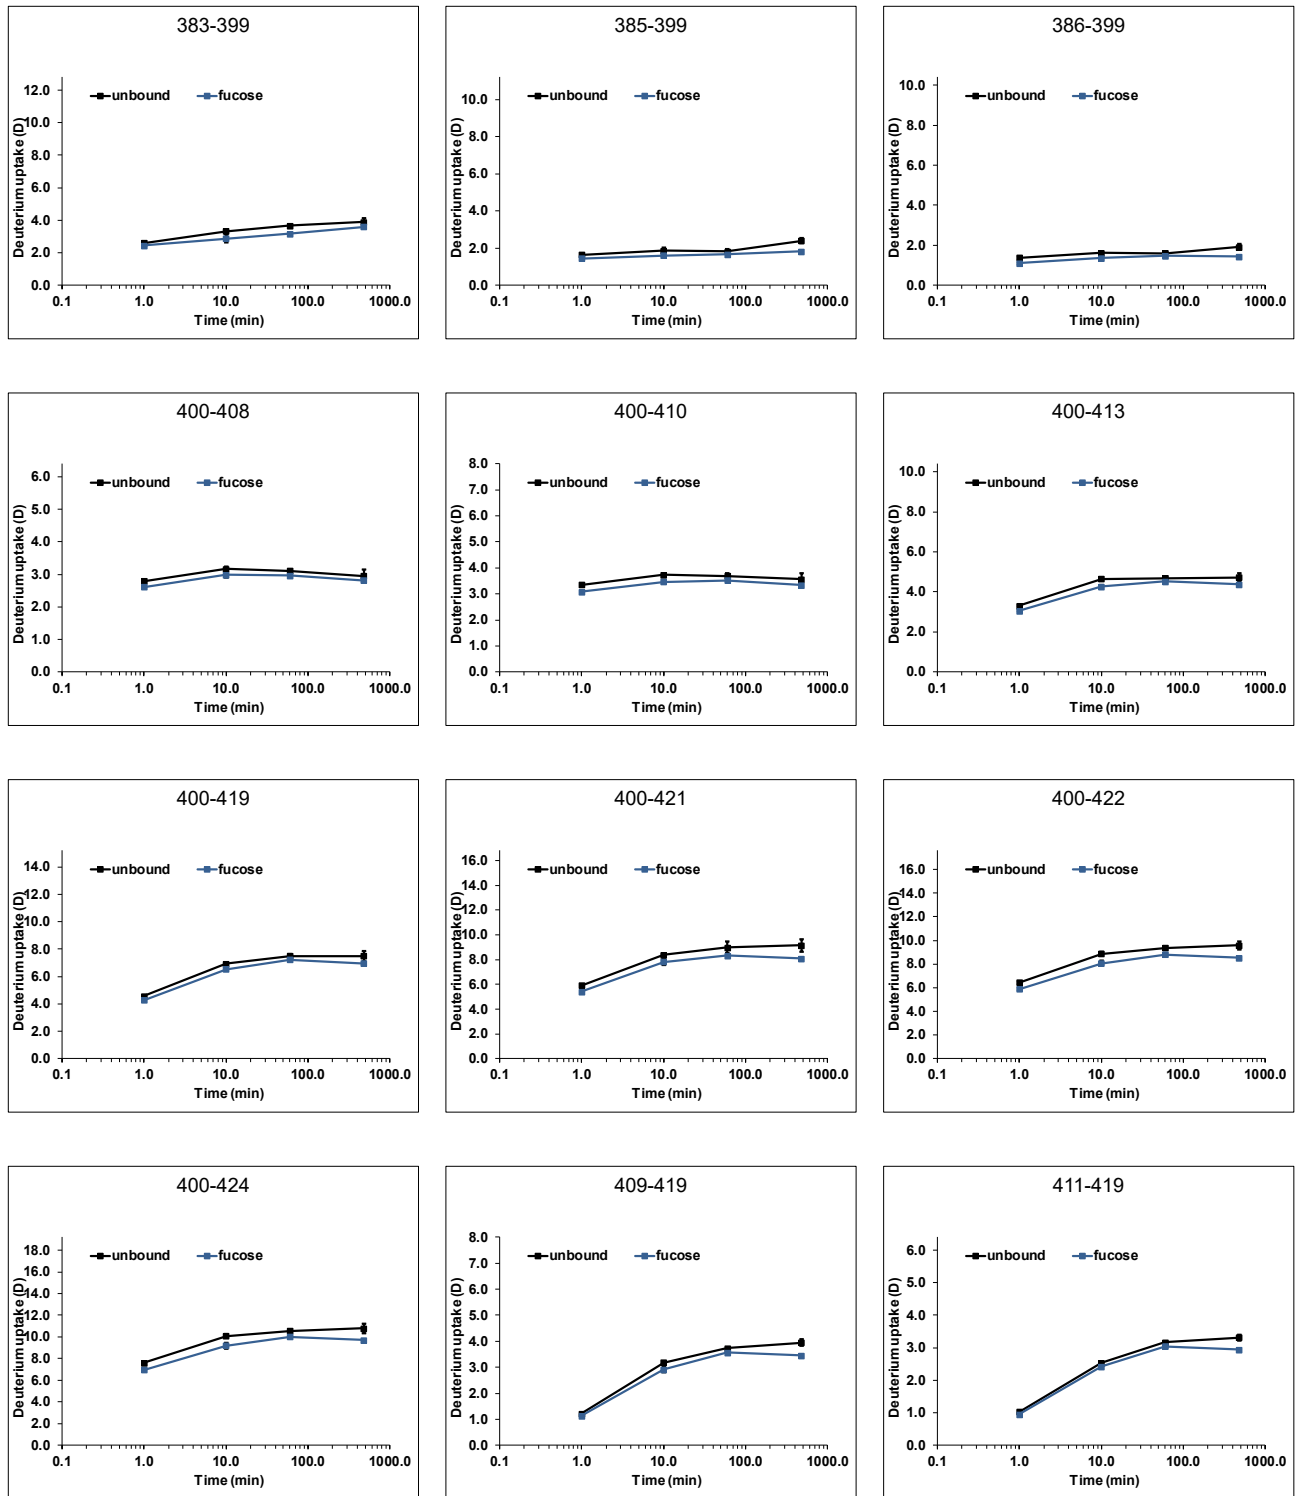 383-399
unbound fucose
12.0
10.0
8.0
6.0
4.0
2.0
0.0
Deuterium uptake (D)
0.1 1.0 10.0 100.0 1000.0
Time (min)
385-399
unbound fucose
10.0
8.0
6.0
4.0
2.0
0.0
Deuterium uptake (D)
0.1 1.0 10.0 100.0 1000.0
Time (min)
386-399
unbound fucose
10.0
8.0
6.0
4.0
2.0
0.0
Deuterium uptake (D)
0.1 1.0 10.0 100.0 1000.0
Time (min)
400-408
unbound fucose
6.0
5.0
4.0
3.0
2.0
1.0
0.0
Deuterium uptake (D)
0.1 1.0 10.0 100.0 1000.0
Time (min)
400-410
unbound fucose
8.0
7.0
6.0
5.0
4.0
3.0
2.0
1.0
0.0
Deuterium uptake (D)
0.1 1.0 10.0 100.0 1000.0
Time (min)
400-413
unbound fucose
10.0
8.0
6.0
4.0
2.0
0.0
Deuterium uptake (D)
0.1 1.0 10.0 100.0 1000.0
Time (min)
400-419
unbound fucose
14.0
12.0
10.0
8.0
6.0
4.0
2.0
0.0
Deuterium uptake (D)
0.1 1.0 10.0 100.0 1000.0
Time (min)
400-421
unbound fucose
16.0
14.0
12.0
10.0
8.0
6.0
4.0
2.0
0.0
Deuterium uptake (D)
0.1 1.0 10.0 100.0 1000.0
Time (min)
400-422
unbound fucose
16.0
14.0
12.0
10.0
8.0
6.0
4.0
2.0
0.0
Deuterium uptake (D)
0.1 1.0 10.0 100.0 1000.0
Time (min)
400-424
unbound fucose
18.0
16.0
14.0
12.0
10.0
8.0
6.0
4.0
2.0
0.0
Deuterium uptake (D)
0.1 1.0 10.0 100.0 1000.0
Time (min)
409-419
unbound fucose
8.0
7.0
6.0
5.0
4.0
3.0
2.0
1.0
0.0
Deuterium uptake (D)
0.1 1.0 10.0 100.0 1000.0
Time (min)
411-419
unbound fucose
6.0
5.0
4.0
3.0
2.0
1.0
0.0
Deuterium uptake (D)
0.1 1.0 10.0 100.0 1000.0
Time (min)